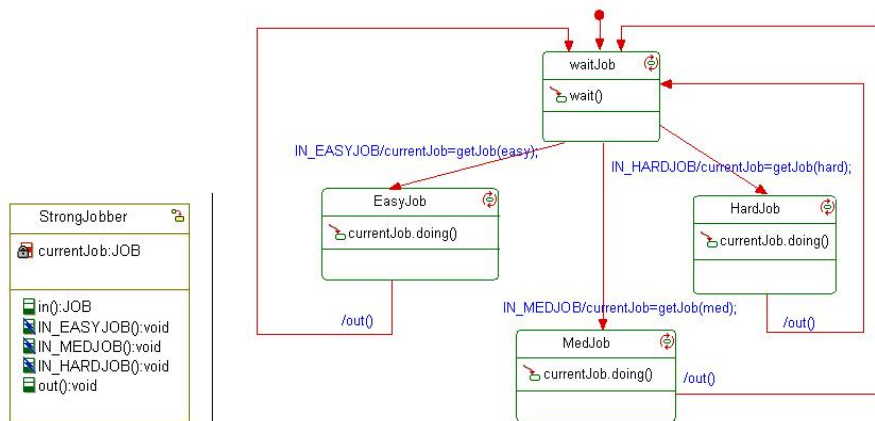 StrongJobber
currentJob:JOB
in():JOB
IN_EASYJOB():void
IN_MEDJOB():void
IN_HARDJOB():void
out():void
waitJob
wait()
IN_EASYJOB/currentJob=getJob(easy);
IN_HARDJOB/currentJob=getJob(hard);
EasyJob
currentJob.doing()
HardJob
currentJob.doing()
IN_MEDJOB/currentJob=getJob(med);
/out()
/out()
MedJob
currentJob.doing()
/out()